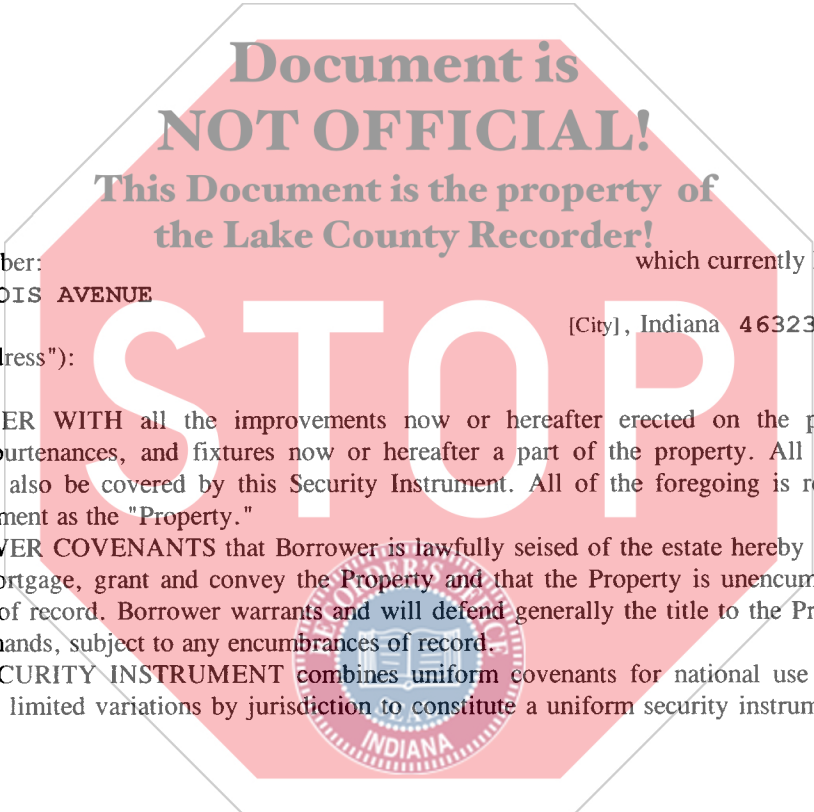 Document is
NOT OFFICIAL!
This Document is the property of
the Lake County Recorder!
ber: which currently
OIS AVENUE
[City], Indiana 46323
dress"):
STOP
ER WITH all the improvements now or hereafter erected on the p
ourtenances, and fixtures now or hereafter a part of the property. All
also be covered by this Security Instrument. All of the foregoing is re
ment as the "Property."
VER COVENANTS that Borrower is lawfully seised of the estate hereby
ortgage, grant and convey the Property and that the Property is unencum
of record. Borrower warrants and will defend generally the title to the Pr
nands, subject to any encumbrances of record.
CURITY INSTRUMENT combines uniform covenants for national use
limited variations by jurisdiction to constitute a uniform security instrum
INDIANA